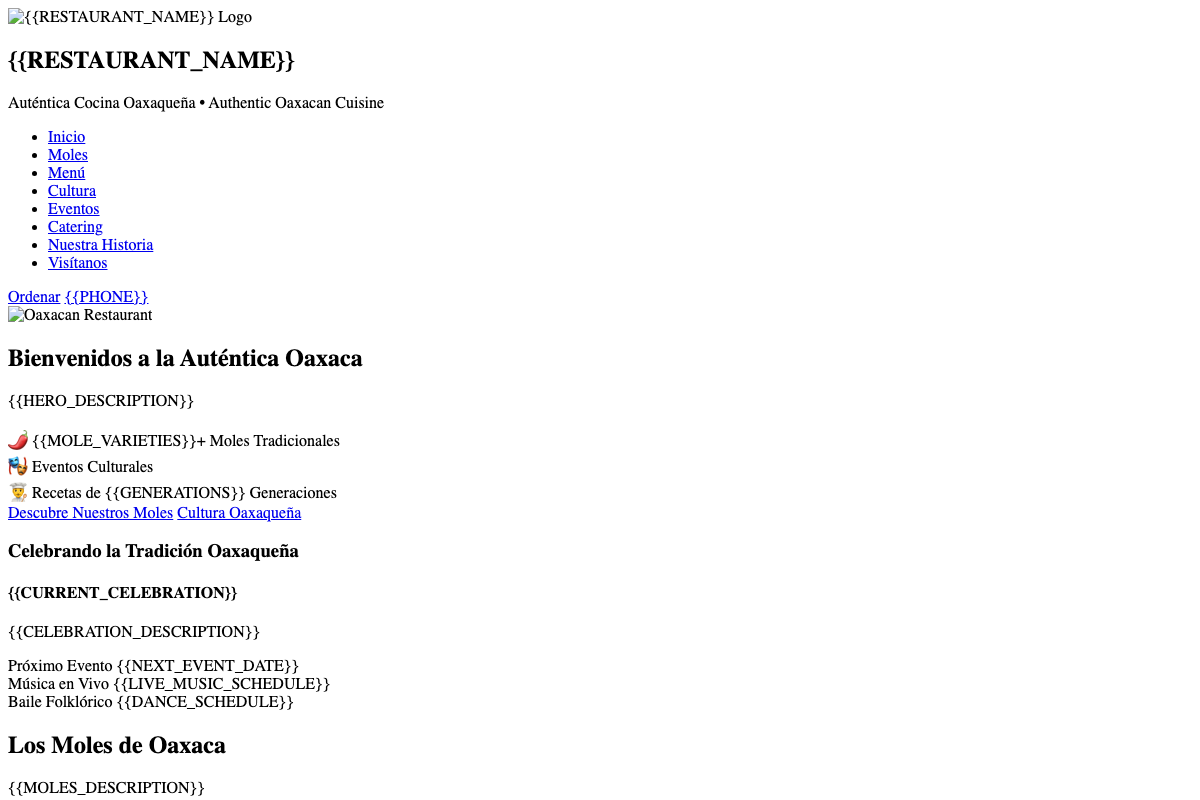 {{RESTAURANT_NAME}} Logo
{{RESTAURANT_NAME}}
Auténtica Cocina Oaxaqueña • Authentic Oaxacan Cuisine
• Inicio
• Moles
• Menú
• Cultura
• Eventos
• Catering
• Nuestra Historia
• Visítanos
Ordenar {{PHONE}}
Oaxacan Restaurant
Bienvenidos a la Auténtica Oaxaca
{{HERO_DESCRIPTION}}
🌶️ {{MOLE_VARIETIES}}+ Moles Tradicionales
🎭 Eventos Culturales
👨‍🍳 Recetas de {{GENERATIONS}} Generaciones
Descubre Nuestros Moles Cultura Oaxaqueña
Celebrando la Tradición Oaxaqueña
{{CURRENT_CELEBRATION}}
{{CELEBRATION_DESCRIPTION}}
Próximo Evento {{NEXT_EVENT_DATE}}
Música en Vivo {{LIVE_MUSIC_SCHEDULE}}
Baile Folklórico {{DANCE_SCHEDULE}}
Los Moles de Oaxaca
{{MOLES_DESCRIPTION}}